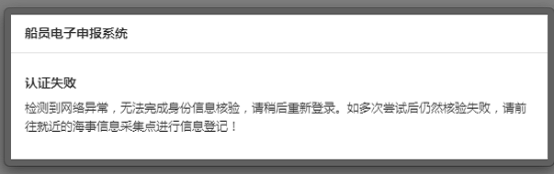 船员电子申报系统
认证失败
检测到网络异常，无法完成身份信息核验，请稍后重新登录。如多次尝试后仍然核验失败，请前
往就近的海事信息采集点进行信息登记！